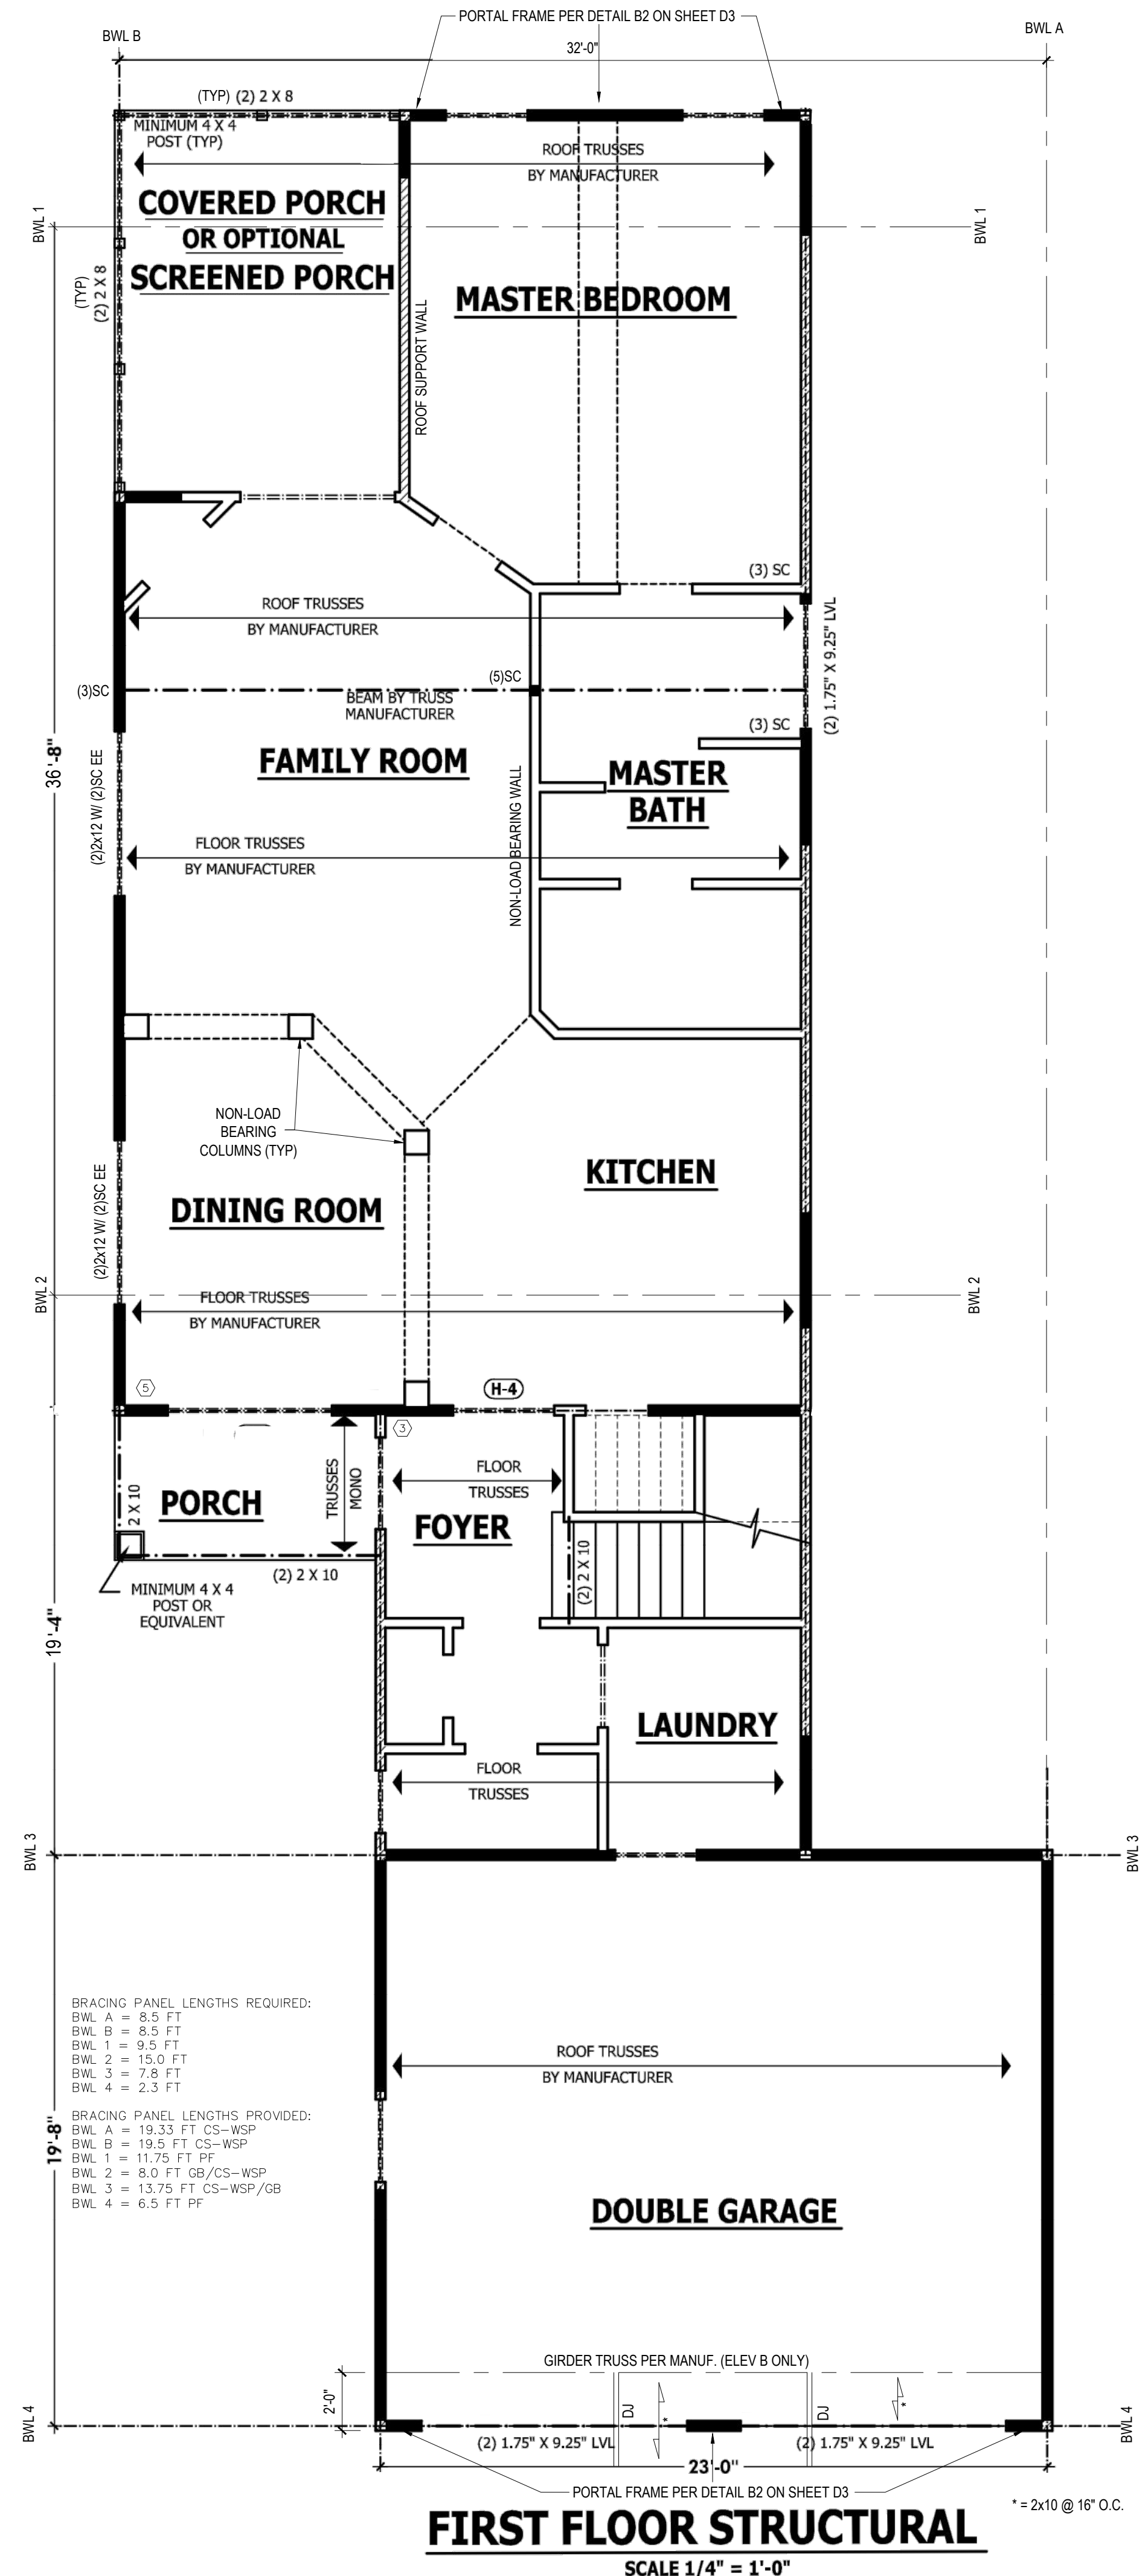 PORTAL FRAME PER DETAIL B2 ON SHEET D3
BWL B
BWL A
32'-0"
(TYP) (2) 2 X 8
MINIMUM 4 X 4
POST (TYP)
ROOF TRUSSES
BY MANUFACTURER
COVERED PORCH
OR OPTIONAL
SCREENED PORCH
BWL 1
BWL 1
(TYP)
(2) 2 X 8
MASTER BEDROOM
ROOF SUPPORT WALL
(3) SC
ROOF TRUSSES
BY MANUFACTURER
(2) 1.75" X 9.25" LVL
(3)SC
(5)SC
BEAM BY TRUSS
MANUFACTURER
(3) SC
36'-8"
FAMILY ROOM
MASTER
BATH
(2)2x12 W/ (2)SC EE
NON-LOAD BEARING WALL
FLOOR TRUSSES
BY MANUFACTURER
NON-LOAD
BEARING
COLUMNS (TYP)
KITCHEN
DINING ROOM
(2)2x12 W/ (2)SC EE
BWL 2
BWL 2
FLOOR TRUSSES
BY MANUFACTURER
5
H-4
3
2 X 10
PORCH
TRUSSES
MONO
FLOOR
TRUSSES
FOYER
(2) 2 X 10
(2) 2 X 10
MINIMUM 4 X 4
POST OR
EQUIVALENT
19'-4"
LAUNDRY
FLOOR
TRUSSES
BWL 3
BWL 3
BRACING PANEL LENGTHS REQUIRED:
BWL A = 8.5 FT
BWL B = 8.5 FT
BWL 1 = 9.5 FT
BWL 2 = 15.0 FT
BWL 3 = 7.8 FT
BWL 4 = 2.3 FT
BRACING PANEL LENGTHS PROVIDED:
BWL A = 19.33 FT CS-WSP
BWL B = 19.5 FT CS-WSP
BWL 1 = 11.75 FT PF
BWL 2 = 8.0 FT GB/CS-WSP
BWL 3 = 13.75 FT CS-WSP/GB
BWL 4 = 6.5 FT PF
19'-8"
ROOF TRUSSES
BY MANUFACTURER
DOUBLE GARAGE
GIRDER TRUSS PER MANUF. (ELEV B ONLY)
2'-0"
DJ
*
DJ
*
BWL 4
BWL 4
(2) 1.75" X 9.25" LVL
(2) 1.75" X 9.25" LVL
23'-0"
PORTAL FRAME PER DETAIL B2 ON SHEET D3
* = 2x10 @ 16" O.C.
FIRST FLOOR STRUCTURAL
SCALE 1/4" = 1'-0"